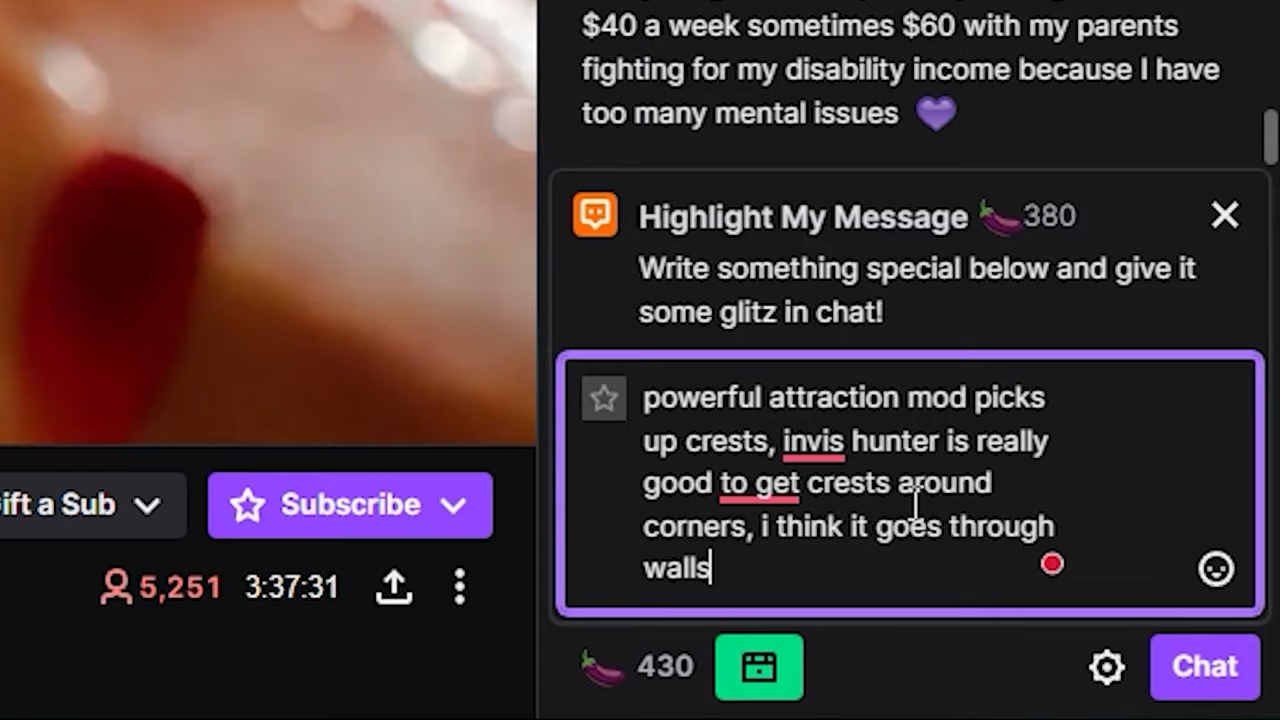 $40 a week sometimes $60 with my parents
fighting for my disability income because I have
too many mental issues 💜
Highlight My Message 🍆380
Write something special below and give it
some glitz in chat!
powerful attraction mod picks
up crests, invis hunter is really
good to get crests around
corners, i think it goes through
walls
ift a Sub
Subscribe
5,251 3:37:31
🍆 430
Chat